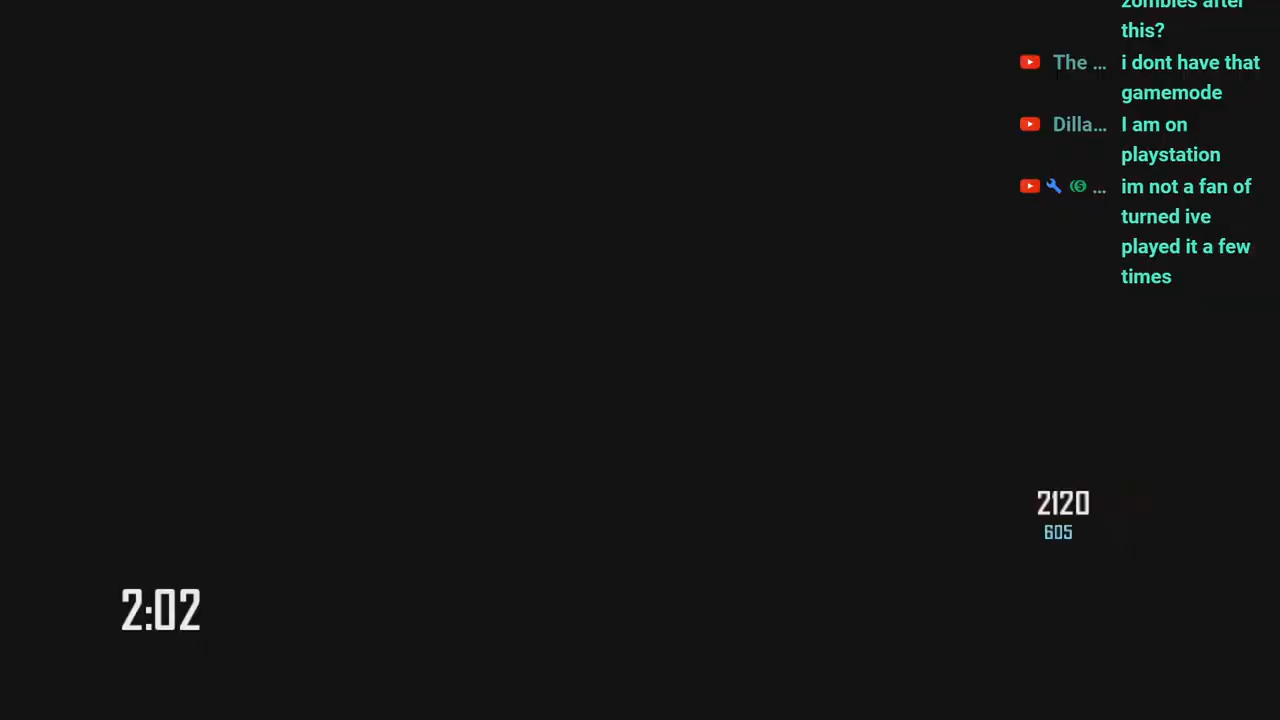 zombies after
this?
The ... i dont have that
gamemode
Dilla... I am on
playstation
... im not a fan of
turned ive
played it a few
times
2120
605
2:02